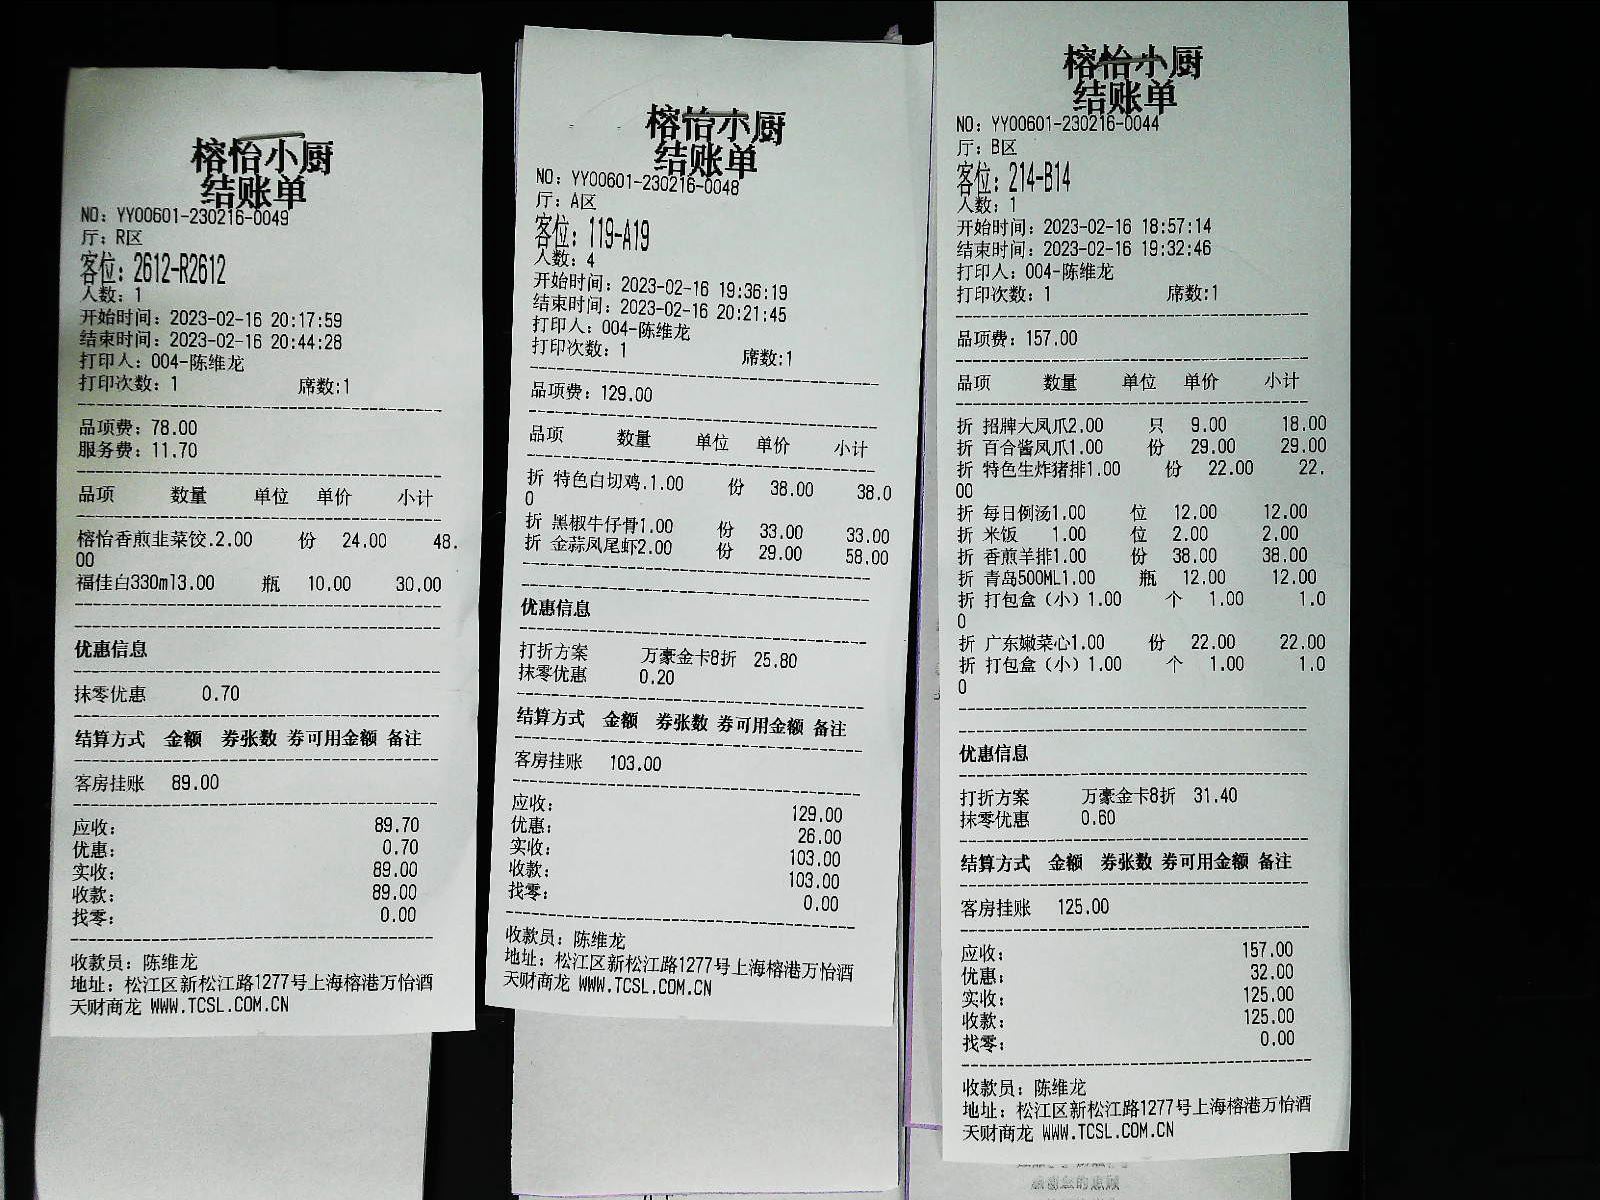 榕怡小厨
结账单
NO: YY00601-230216-0049
厅: R区
客位: 2612-R2612
人数: 1
开始时间: 2023-02-16 20:17:59
结束时间: 2023-02-16 20:44:28
打印人: 004-陈维龙
打印次数: 1 席数:1
品项费: 78.00
服务费: 11.70
品项 数量 单位 单价 小计
榕怡香煎韭菜饺.2.00 份 24.00 48.
00
福佳白330ml3.00 瓶 10.00 30.00
优惠信息
抹零优惠 0.70
结算方式 金额 券张数 券可用金额 备注
客房挂账 89.00
应收: 89.70
优惠: 0.70
实收: 89.00
收款: 89.00
找零: 0.00
收款员: 陈维龙
地址: 松江区新松江路1277号上海榕港万怡酒
天财商龙 WWW.TCSL.COM.CN
榕怡小厨
结账单
NO: YY00601-230216-0048
厅: A区
客位: 119-A19
人数: 4
开始时间: 2023-02-16 19:36:19
结束时间: 2023-02-16 20:21:45
打印人: 004-陈维龙
打印次数: 1 席数:1
品项费: 129.00
品项 数量 单位 单价 小计
折 特色白切鸡.1.00 份 38.00 38.0
0
折 黑椒牛仔骨1.00 份 33.00 33.00
折 金蒜凤尾虾2.00 份 29.00 58.00
优惠信息
打折方案 万豪金卡8折 25.80
抹零优惠 0.20
结算方式 金额 券张数 券可用金额 备注
客房挂账 103.00
应收: 129.00
优惠: 26.00
实收: 103.00
收款: 103.00
找零: 0.00
收款员: 陈维龙
地址: 松江区新松江路1277号上海榕港万怡酒
天财商龙 WWW.TCSL.COM.CN
榕怡小厨
结账单
NO: YY00601-230216-0044
厅: B区
客位: 214-B14
人数: 1
开始时间: 2023-02-16 18:57:14
结束时间: 2023-02-16 19:32:46
打印人: 004-陈维龙
打印次数: 1 席数:1
品项费: 157.00
品项 数量 单位 单价 小计
折 招牌大凤爪2.00 只 9.00 18.00
折 百合酱凤爪1.00 份 29.00 29.00
折 特色生炸猪排1.00 份 22.00 22.
00
折 每日例汤1.00 位 12.00 12.00
折 米饭 1.00 位 2.00 2.00
折 香煎羊排1.00 份 38.00 38.00
折 青岛500ML1.00 瓶 12.00 12.00
折 打包盒（小）1.00 个 1.00 1.0
0
折 广东嫩菜心1.00 份 22.00 22.00
折 打包盒（小）1.00 个 1.00 1.0
0
优惠信息
打折方案 万豪金卡8折 31.40
抹零优惠 0.60
结算方式 金额 券张数 券可用金额 备注
客房挂账 125.00
应收: 157.00
优惠: 32.00
实收: 125.00
收款: 125.00
找零: 0.00
收款员: 陈维龙
地址: 松江区新松江路1277号上海榕港万怡酒
天财商龙 WWW.TCSL.COM.CN